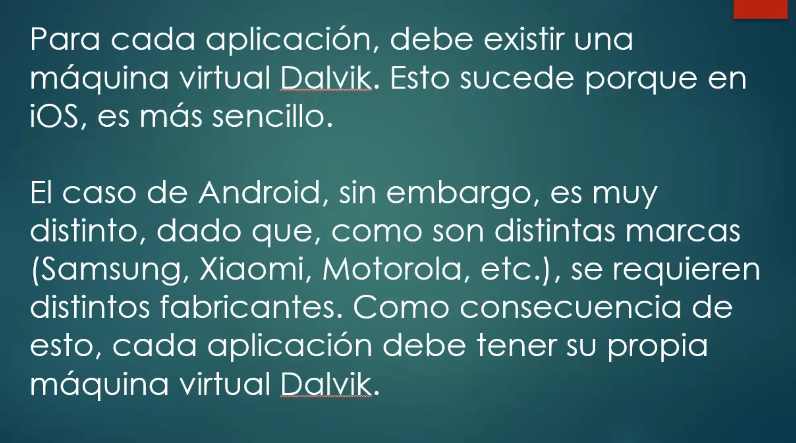 Para cada aplicación, debe existir una
máquina virtual Dalvik. Esto sucede porque en
iOS, es más sencillo.
El caso de Android, sin embargo, es muy
distinto, dado que, como son distintas marcas
(Samsung, Xiaomi, Motorola, etc.), se requieren
distintos fabricantes. Como consecuencia de
esto, cada aplicación debe tener su propia
máquina virtual Dalvik.